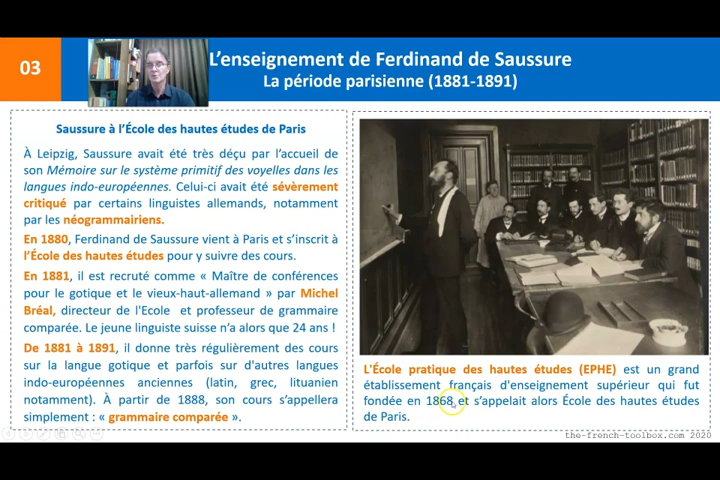 03
L'enseignement de Ferdinand de Saussure
La période parisienne (1881-1891)
Saussure à l'École des hautes études de Paris
À Leipzig, Saussure avait été très déçu par l'accueil de
son Mémoire sur le système primitif des voyelles dans les
langues indo-européennes. Celui-ci avait été sévèrement
critiqué par certains linguistes allemands, notamment
par les néogrammairiens.
En 1880, Ferdinand de Saussure vient à Paris et s'inscrit à
l'École des hautes études pour y suivre des cours.
En 1881, il est recruté comme « Maître de conférences
pour le gotique et le vieux-haut-allemand » par Michel
Bréal, directeur de l'Ecole et professeur de grammaire
comparée. Le jeune linguiste suisse n'a alors que 24 ans !
De 1881 à 1891, il donne très régulièrement des cours
sur la langue gotique et parfois sur d'autres langues
indo-européennes anciennes (latin, grec, lituanien
notamment). À partir de 1888, son cours s'appellera
simplement : « grammaire comparée ».
L'École pratique des hautes études (EPHE) est un grand
établissement français d'enseignement supérieur qui fut
fondée en 1868 et s'appelait alors École des hautes études
de Paris.
the-french-toolbox.com 2020